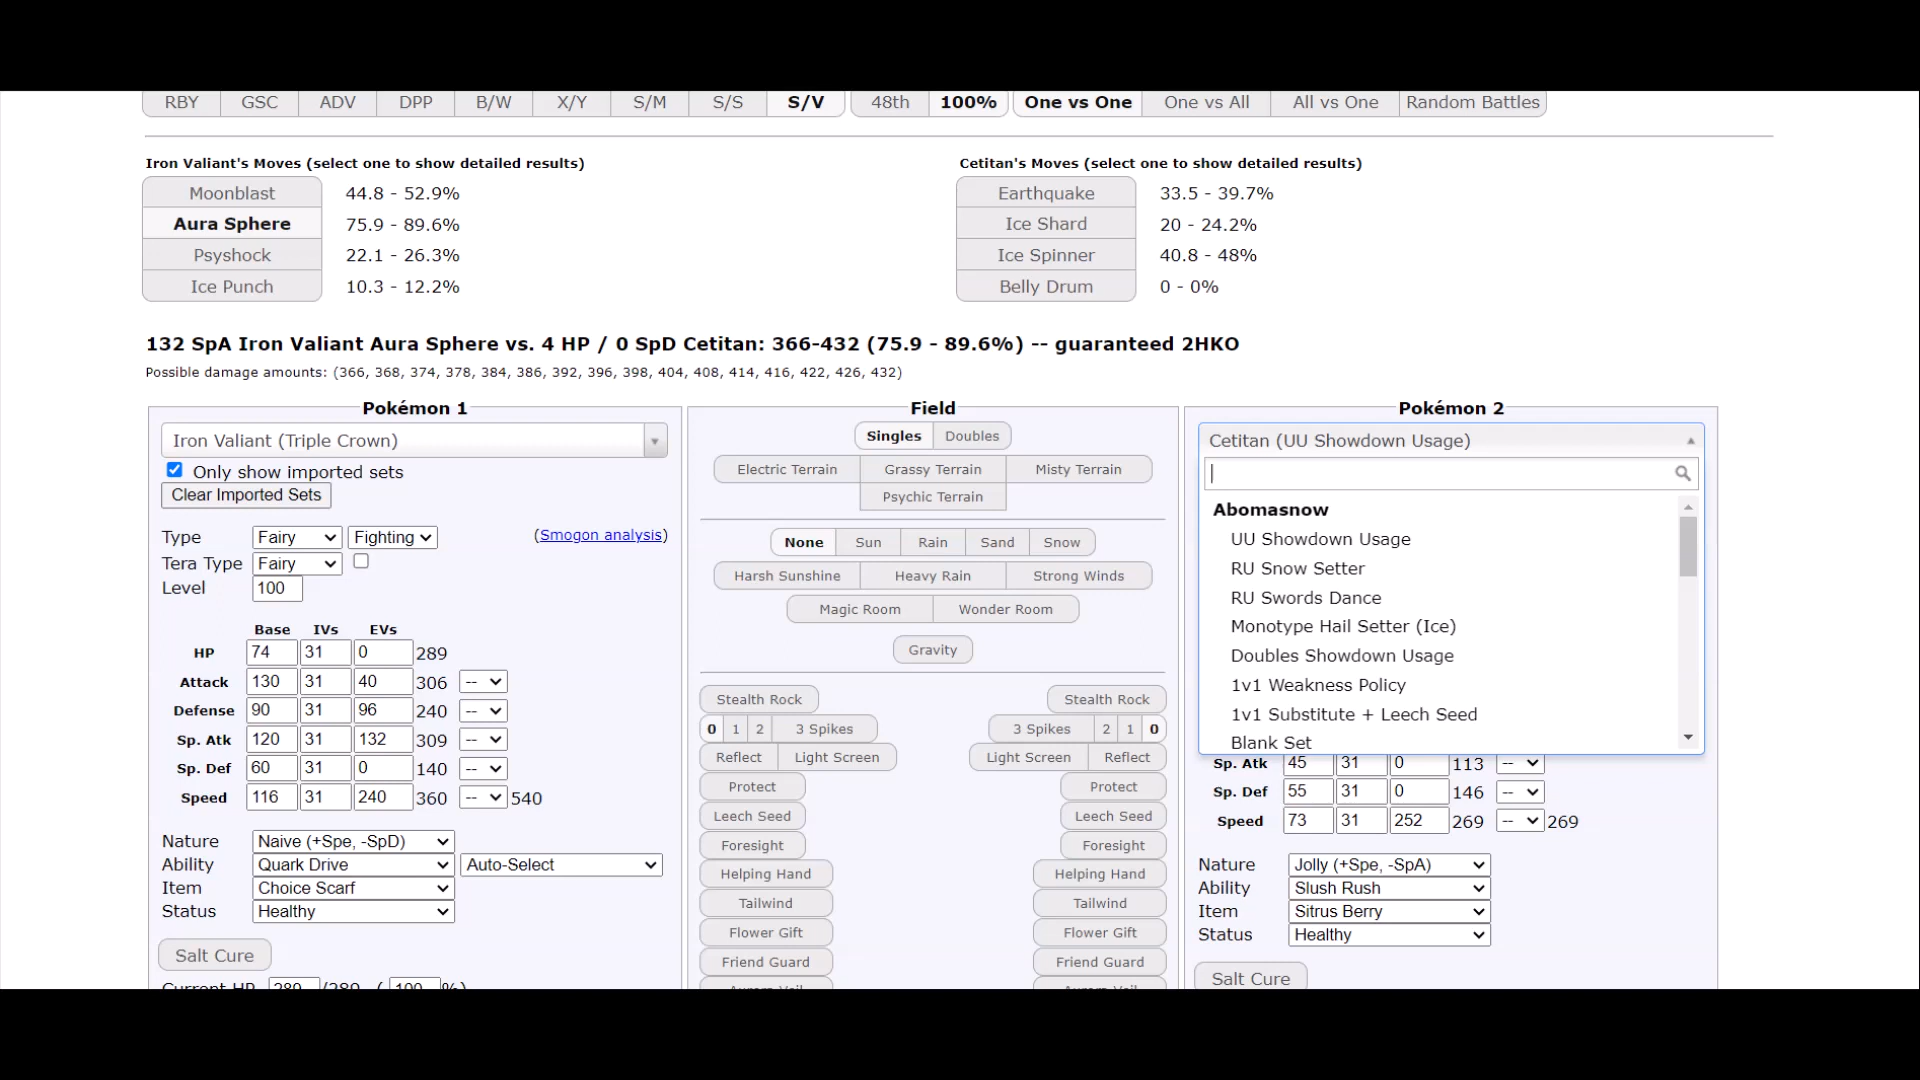 RBY GSC ADV DPP B/W X/Y S/M S/S S/V 48th 100% One vs One One vs All All vs One Random Battles
Iron Valiant's Moves (select one to show detailed results)
Moonblast 44.8 - 52.9%
Aura Sphere 75.9 - 89.6%
Psyshock 22.1 - 26.3%
Ice Punch 10.3 - 12.2%
Cetitan's Moves (select one to show detailed results)
Earthquake 33.5 - 39.7%
Ice Shard 20 - 24.2%
Ice Spinner 40.8 - 48%
Belly Drum 0 - 0%
132 SpA Iron Valiant Aura Sphere vs. 4 HP / 0 SpD Cetitan: 366-432 (75.9 - 89.6%) -- guaranteed 2HKO
Possible damage amounts: (366, 368, 374, 378, 384, 386, 392, 396, 398, 404, 408, 414, 416, 422, 426, 432)
Pokémon 1
Iron Valiant (Triple Crown)
Only show imported sets
Clear Imported Sets
Type Fairy Fighting (Smogon analysis)
Tera Type Fairy
Level 100
Base IVs EVs
HP 74 31 0 289
Attack 130 31 40 306 --
Defense 90 31 96 240 --
Sp. Atk 120 31 132 309 --
Sp. Def 60 31 0 140 --
Speed 116 31 240 360 -- 540
Nature Naive (+Spe, -SpD)
Ability Quark Drive Auto-Select
Item Choice Scarf
Status Healthy
Salt Cure
Current HP 289 /289 ( 100 %)
Field
Singles Doubles
Electric Terrain Grassy Terrain Misty Terrain
Psychic Terrain
None Sun Rain Sand Snow
Harsh Sunshine Heavy Rain Strong Winds
Magic Room Wonder Room
Gravity
Stealth Rock Stealth Rock
0 1 2 3 Spikes 3 Spikes 2 1 0
Reflect Light Screen Light Screen Reflect
Protect Protect
Leech Seed Leech Seed
Foresight Foresight
Helping Hand Helping Hand
Tailwind Tailwind
Flower Gift Flower Gift
Friend Guard Friend Guard
Aurora Veil Aurora Veil
Pokémon 2
Cetitan (UU Showdown Usage)
Abomasnow
UU Showdown Usage
RU Snow Setter
RU Swords Dance
Monotype Hail Setter (Ice)
Doubles Showdown Usage
1v1 Weakness Policy
1v1 Substitute + Leech Seed
Blank Set
Sp. Atk 45 31 0 113 --
Sp. Def 55 31 0 146 --
Speed 73 31 252 269 -- 269
Nature Jolly (+Spe, -SpA)
Ability Slush Rush
Item Sitrus Berry
Status Healthy
Salt Cure